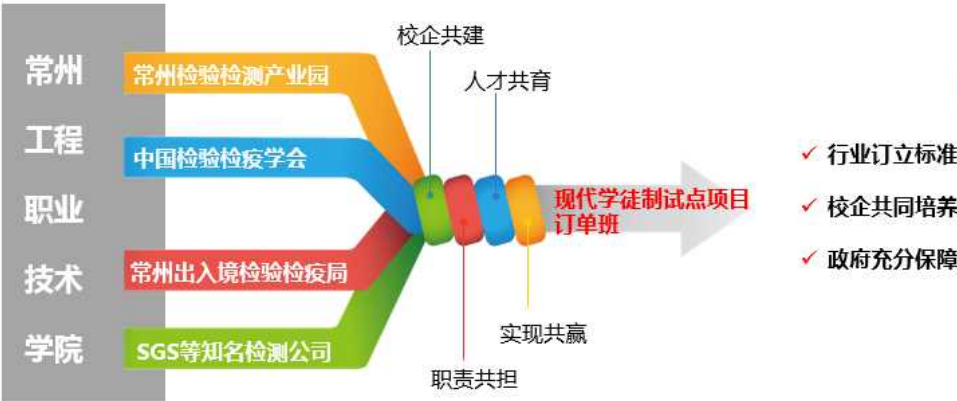 常州
工程
职业
技术
学院
常州检验检测产业园
中国检验检疫学会
常州出入境检验检疫局
SGS等知名检测公司
校企共建
人才共育
职责共担
实现共赢
现代学徒制试点项目
订单班
✓ 行业订立标准
✓ 校企共同培养
✓ 政府充分保障